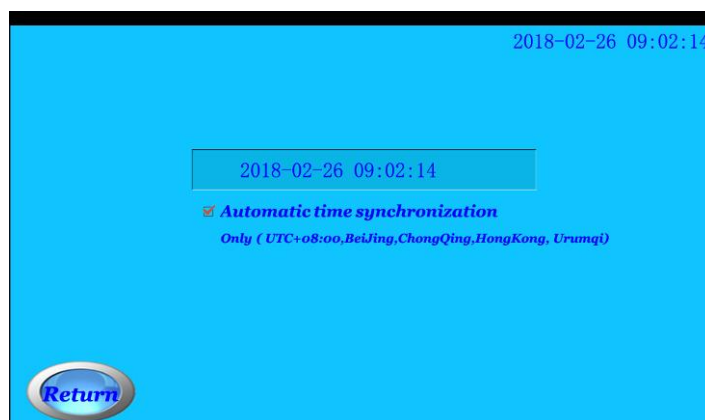 2018-02-26 09:02:14
2018-02-26 09:02:14
Automatic time synchronization
Only ( UTC+08:00,BeiJing,ChongQing,HongKong, Urumqi)
Return